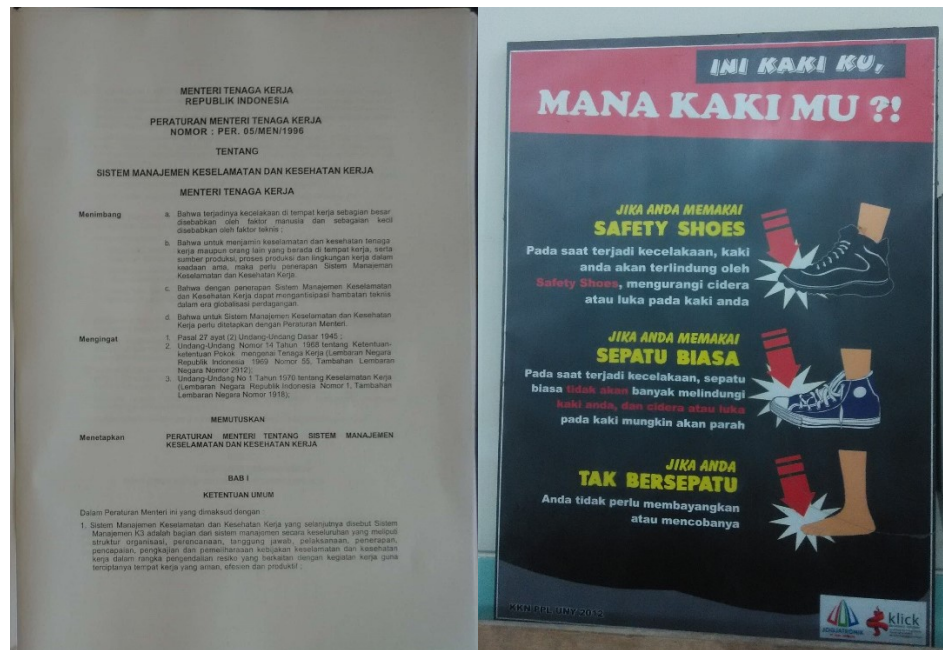 MENTERI TENAGA KERJA
REPUBLIK INDONESIA
PERATURAN MENTERI TENAGA KERJA
NOMOR : PER. 05/MEN/1996
TENTANG
SISTEM MANAJEMEN KESELAMATAN DAN KESEHATAN KERJA
MENTERI TENAGA KERJA
Menimbang a. Bahwa terjadinya kecelakaan di tempat kerja sebagian besar
disebabkan oleh faktor manusia dan sebagian kecil
disebabkan oleh faktor teknis ;
b. Bahwa untuk menjamin keselamatan dan kesehatan tenaga
kerja maupun orang lain yang berada di tempat kerja, serta
sumber produksi, proses produksi dan lingkungan kerja dalam
keadaan ama, maka perlu penerapan Sistem Manajemen
Keselamatan dan Kesehatan Kerja.
c. Bahwa dengan penerapan Sistem Manajemen Keselamatan
dan Kesehatan Kerja dapat mengantisipasi hambatan teknis
dalam era globalisasi perdagangan.
d. Bahwa untuk Sistem Manajemen Keselamatan dan Kesehatan
Kerja perlu ditetapkan dengan Peraturan Menteri.
Mengingat 1. Pasal 27 ayat (2) Undang-Undang Dasar 1945 ;
2. Undang-Undang Nomor 14 Tahun 1968 tentang Ketentuan-
ketentuan Pokok mengenai Tenaga Kerja (Lembaran Negara
Republik Indonesia 1969 Nomor 55, Tambahan Lembaran
Negara Nomor 2912);
3. Undang-Undang No 1 Tahun 1970 tentang Keselamatan Kerja
(Lembaran Negara Republik Indonesia Nomor 1, Tambahan
Lembaran Negara Nomor 1918);
MEMUTUSKAN
Menetapkan PERATURAN MENTERI TENTANG SISTEM MANAJEMEN
KESELAMATAN DAN KESEHATAN KERJA
BAB I
KETENTUAN UMUM
Dalam Peraturan Menteri ini yang dimaksud dengan :
1. Sistem Manajemen Keselamatan dan Kesehatan Kerja yang selanjutnya disebut Sistem
Manajemen K3 adalah bagian dari sistem manajemen secara keseluruhan yang meliputi
struktur organisasi, perencanaan, tanggung jawab, pelaksanaan, penerapan,
pencapaian, pengkajian dan pemeliharaan kebijakan keselamatan dan kesehatan
kerja dalam rangka pengendalian resiko yang berkaitan dengan kegiatan kerja guna
terciptanya tempat kerja yang aman, efesien dan produktif ;
INI KAKI KU,
MANA KAKI MU ?!
JIKA ANDA MEMAKAI
SAFETY SHOES
Pada saat terjadi kecelakaan, kaki
anda akan terlindung oleh
Safety Shoes, mengurangi cidera
atau luka pada kaki anda
JIKA ANDA MEMAKAI
SEPATU BIASA
Pada saat terjadi kecelakaan, sepatu
biasa tidak akan banyak melindungi
kaki anda, dan cidera atau luka
pada kaki mungkin akan parah
JIKA ANDA
TAK BERSEPATU
Anda tidak perlu membayangkan
atau mencobanya
KKN PPL UNY 2012
klick